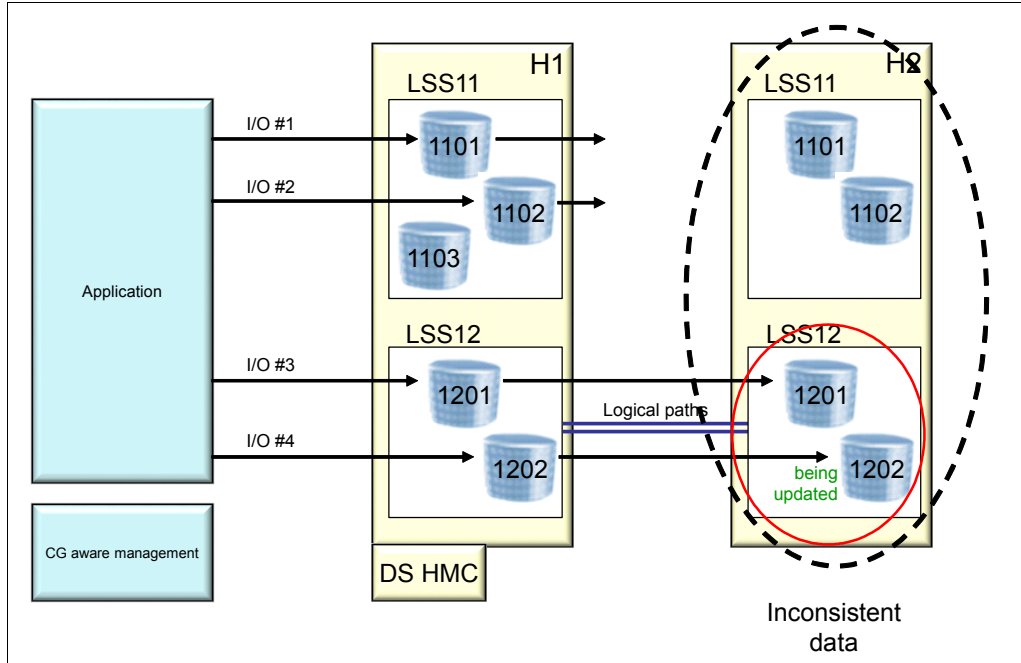 H1
H2
LSS11
LSS11
I/O #1
1101
1101
I/O #2
1102
1102
1103
Application
LSS12
LSS12
I/O #3
1201
1201
Logical paths
I/O #4
1202
1202
being
updated
CG aware management
DS HMC
Inconsistent
data